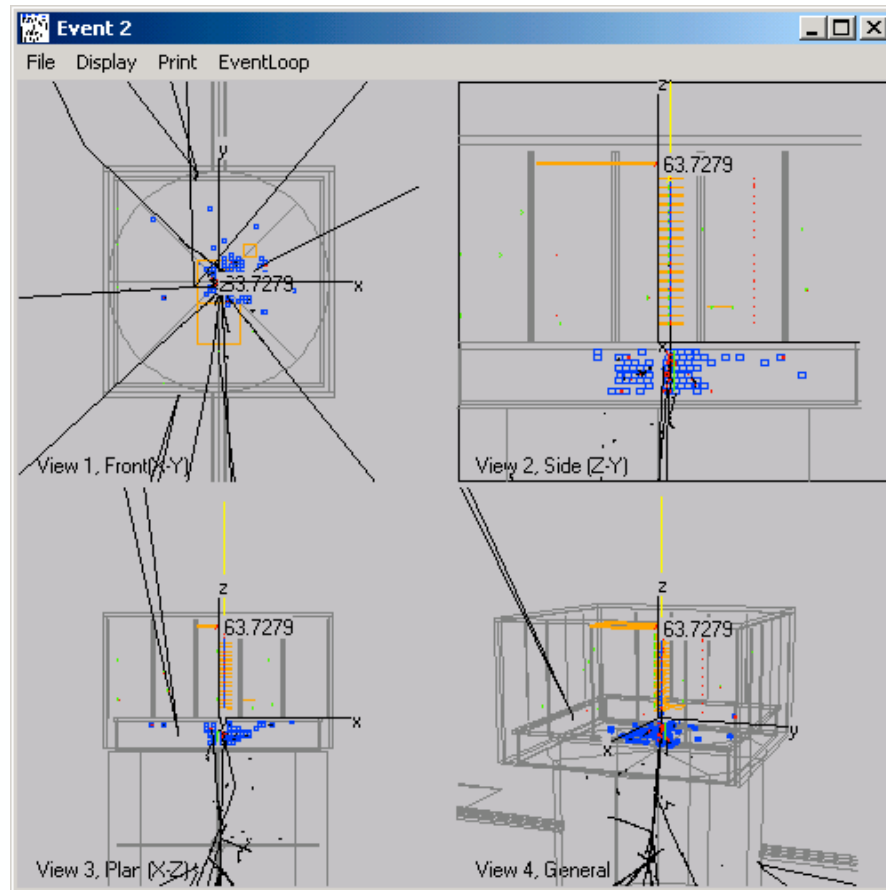 Event 2
File Display Print EventLoop
y
63.7279
x
View 1, Front(X-Y)
z
63.7279
View 2, Side (Z-Y)
z
63.7279
x
View 3, Plan (X-Z)
z
63.7279
y
x
View 4, General